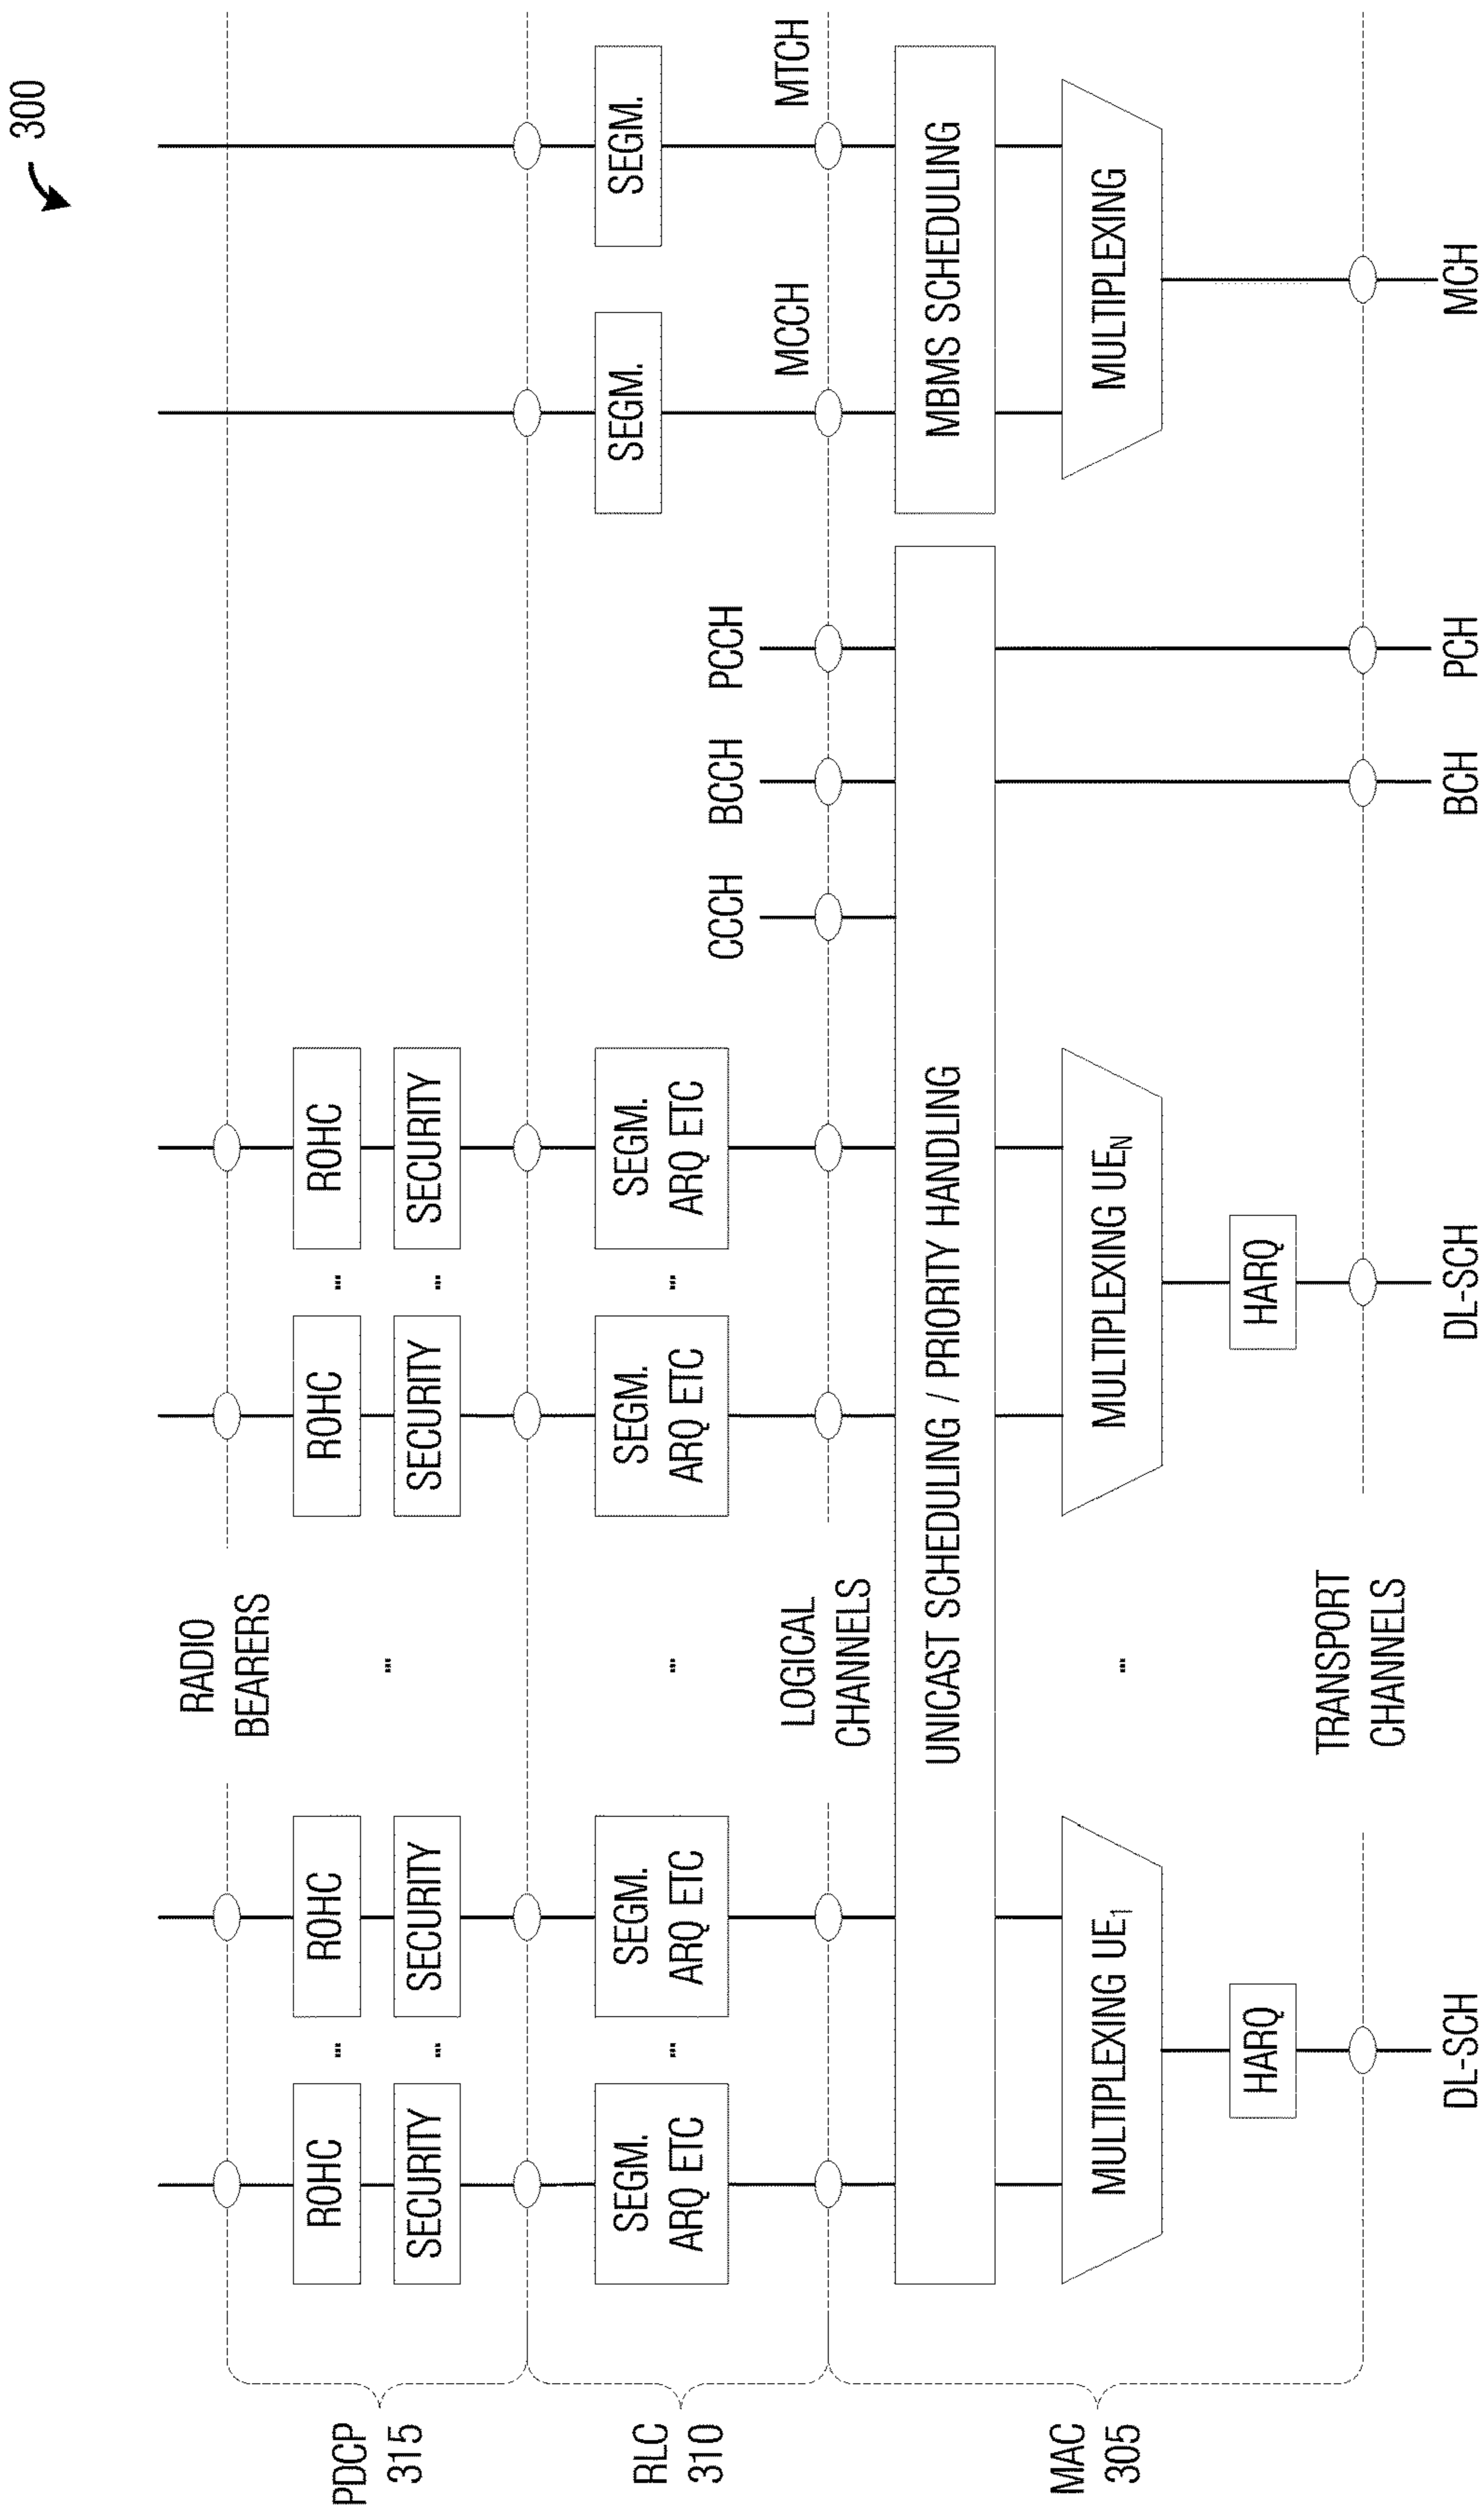 300
RADIO
BEARERS
PDCP
315
ROHC
...
ROHC
ROHC
...
ROHC
...
SECURITY
...
SECURITY
SECURITY
...
SECURITY
RLC
310
SEGM.
ARQ ETC
...
SEGM.
ARQ ETC
...
SEGM.
ARQ ETC
...
SEGM.
ARQ ETC
SEGM.
SEGM.
CCCH
BCCH
PCCH
MCCH
MTCH
LOGICAL
CHANNELS
MAC
305
UNICAST SCHEDULING / PRIORITY HANDLING
MBMS SCHEDULING
MULTIPLEXING UE1
...
MULTIPLEXING UEN
MULTIPLEXING
HARQ
HARQ
TRANSPORT
CHANNELS
DL-SCH
DL-SCH
BCH
PCH
MCH